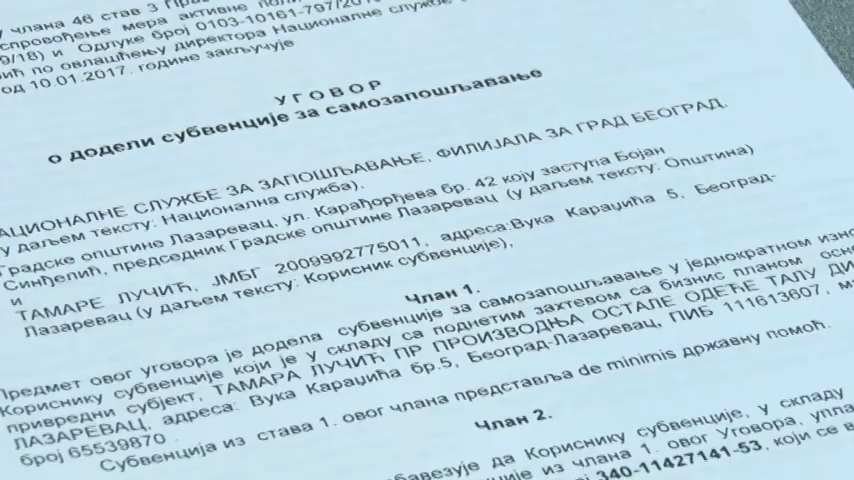 члана 46 став 3
спровођење мера активне
9/18) и Одлуке број 0103-10161-797/201
ић по овлашћењу директора Националне службе
од 10.01.2017. године закључује
У Г О В О Р
о додели субвенције за самозапошљавање
АЦИОНАЛНЕ СЛУЖБЕ ЗА ЗАПОШЉАВАЊЕ, ФИЛИЈАЛА ЗА ГРАД БЕОГРАД,
у даљем тексту: Национална служба),
Градске општине Лазаревац, ул. Карађорђева бр. 42 коју заступа Бојан
Синђелић, председник Градске општине Лазаревац (у даљем тексту: Општина)
и
ТАМАРЕ ЛУЧИЋ, ЈМБГ 2009992775011, адреса:Вука Караџића 5, Београд-
Лазаревац (у даљем тексту: Корисник субвенције),
Члан 1.
Предмет овог уговора је додела субвенције за самозапошљавање у једнократном изно
Кориснику субвенције који је у складу са поднетим захтевом са бизнис планом осно
привредни субјект, ТАМАРА ЛУЧИЋ ПР ПРОИЗВОДЊА ОСТАЛЕ ОДЕЋЕ ТАЛУ ДИ
ЛАЗАРЕВАЦ, адреса: Вука Караџића бр.5, Београд-Лазаревац, ПИБ 111613607, м
број 65539870 .
Субвенција из става 1. овог члана представља de minimis државну помоћ.
Члан 2.
бавезује да Кориснику субвенције, у складу
ције из члана 1. овог Уговора, упла
340-11427141-53, који се в